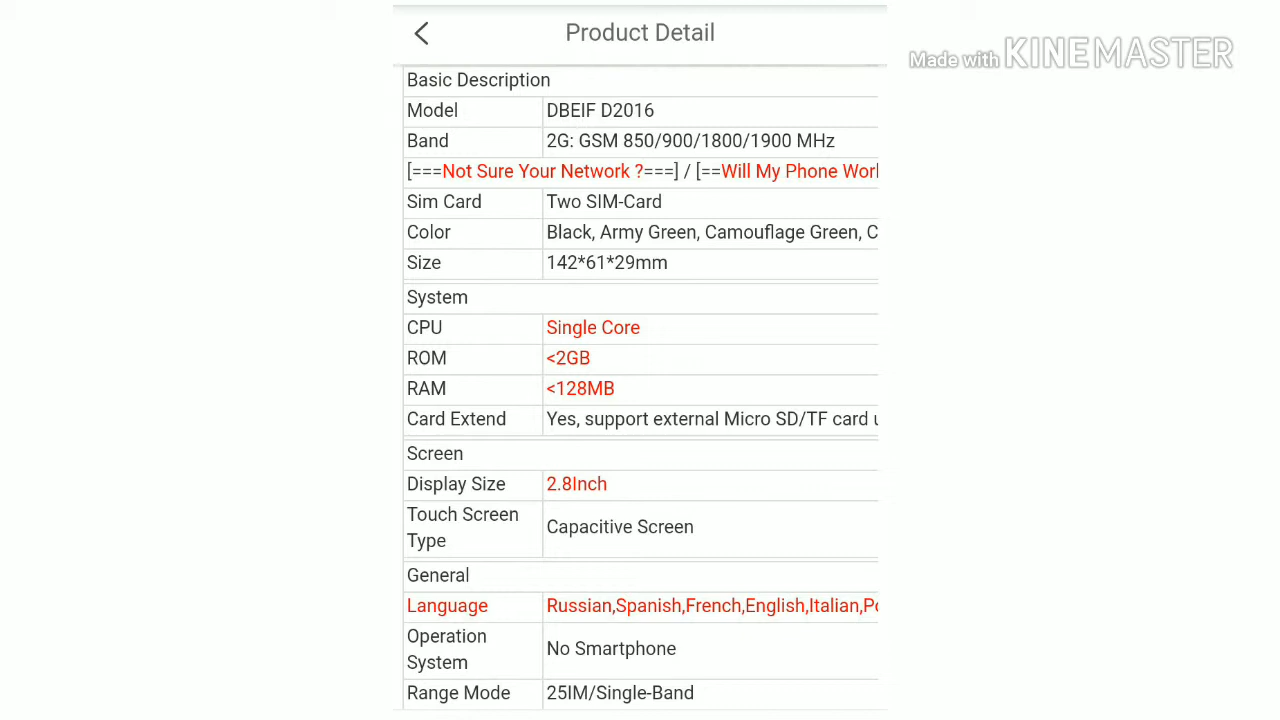 Product Detail
Made with KINEMASTER
Basic Description
Model DBEIF D2016
Band 2G: GSM 850/900/1800/1900 MHz
[===Not Sure Your Network ?===] / [==Will My Phone Worl
Sim Card Two SIM-Card
Color Black, Army Green, Camouflage Green, C
Size 142*61*29mm
System
CPU Single Core
ROM <2GB
RAM <128MB
Card Extend Yes, support external Micro SD/TF card u
Screen
Display Size 2.8Inch
Touch Screen
Type
Capacitive Screen
General
Language Russian,Spanish,French,English,Italian,Po
Operation
System
No Smartphone
Range Mode 25IM/Single-Band